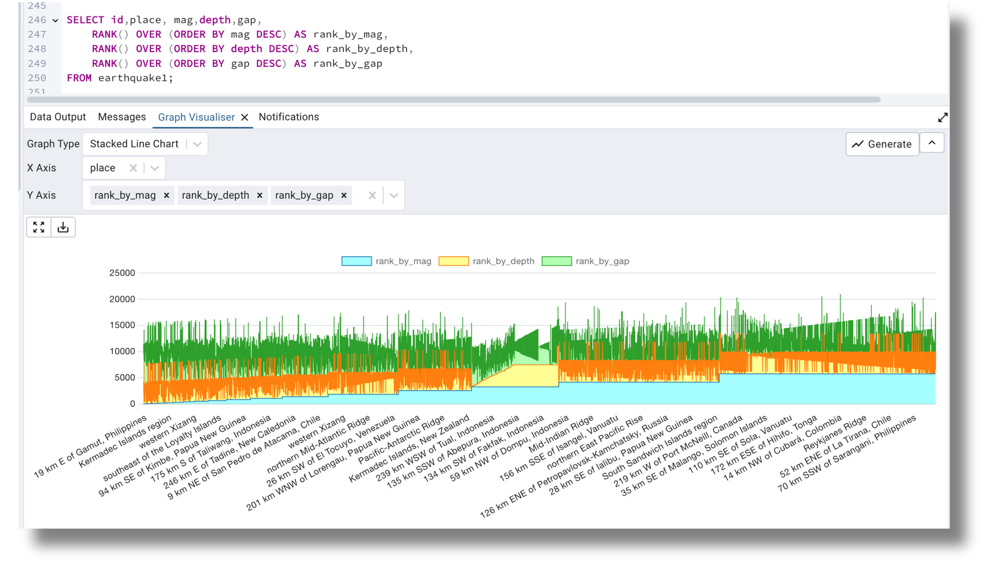 245
246 SELECT id,place, mag,depth,gap,
247 RANK() OVER (ORDER BY mag DESC) AS rank_by_mag,
248 RANK() OVER (ORDER BY depth DESC) AS rank_by_depth,
249 RANK() OVER (ORDER BY gap DESC) AS rank_by_gap
250 FROM earthquake1;
251
Data Output Messages Graph Visualiser Notifications
Graph Type Stacked Line Chart Generate
X Axis place
Y Axis rank_by_mag rank_by_depth rank_by_gap
rank_by_mag rank_by_depth rank_by_gap
25000
20000
15000
10000
5000
0
19 km E of Gamut, Philippines
Kermadec Islands region
western Xizang
southeast of the Loyalty Islands
94 km SE of Kimbe, Papua New Guinea
175 km S of Taliwang, Indonesia
246 km E of Tadine, New Caledonia
9 km NE of San Pedro de Atacama, Chile
western Xizang
northern Mid-Atlantic Ridge
26 km SW of El Tocuyo, Venezuela
201 km WNW of Lorengau, Papua New Guinea
Pacific-Antarctic Ridge
Kermadec Islands, New Zealand
239 km WSW of Tual, Indonesia
135 km SSW of Abepura, Indonesia
134 km SW of Fakfak, Indonesia
59 km NW of Dompu, Indonesia
Mid-Indian Ridge
156 km SSE of Isangel, Vanuatu
northern East Pacific Rise
126 km ENE of Petropavlovsk-Kamchatsky, Russia
28 km SE of Ialibu, Papua New Guinea
South Sandwich Islands region
219 km W of Port McNeill, Canada
35 km SE of Malango, Solomon Islands
110 km SE of Sola, Vanuatu
172 km ESE of Hihifo, Tonga
14 km NW of Cubará, Colombia
Reykjanes Ridge
52 km ENE of La Tirana, Chile
70 km SSW of Sarangani, Philippines